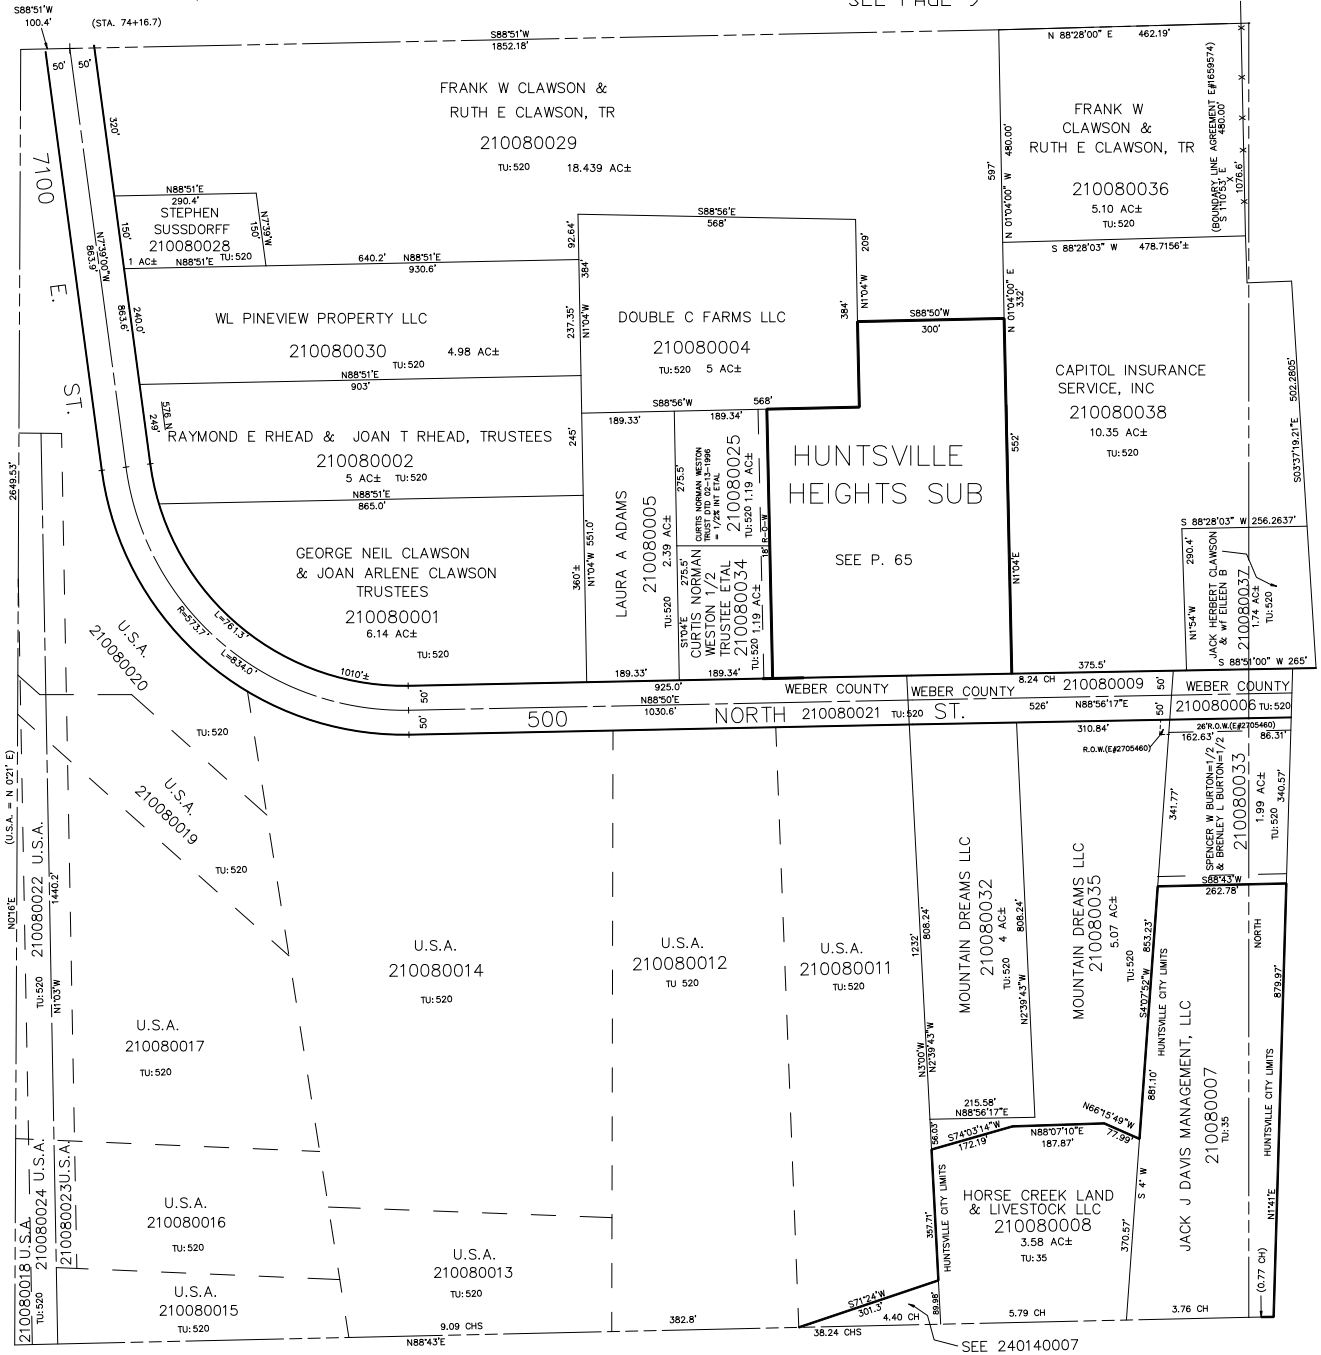 S88°51'W
100.4'
(STA. 74+16.7)
SEE PAGE 9
S88°51'W
1852.18'
N 88°28'00" E 462.19'
50' 50'
320'
7100
E.
ST.
FRANK W CLAWSON &
RUTH E CLAWSON, TR
210080029
TU: 520 18.439 AC±
597'
N 01°04'00" W 480.00'
FRANK W
CLAWSON &
RUTH E CLAWSON, TR
210080036
5.10 AC±
TU: 520
(BOUNDARY LINE AGREEMENT E#1659574)
S 1°10'53" E 480.00'
1076.6'
S 88°28'03" W 478.7156'±
N88°51'E
290.4'
STEPHEN
SUSSDORFF
210080028
TU: 520
1 AC±
150'
150'
N7°39'W
N88°51'E
640.2' N88°51'E
930.6'
N7°39'00"W
863.9'
863.6'
240.0'
WL PINEVIEW PROPERTY LLC
210080030
TU: 520
4.98 AC±
N88°51'E
903'
92.64'
384'
237.35'
N1°04'W
S88°56'E
568'
209'
N1°04'W
384'
DOUBLE C FARMS LLC
210080004
TU: 520 5 AC±
S88°56'W
568'
S88°50'W
300'
N 01°04'00" E
332'
CAPITOL INSURANCE
SERVICE, INC
210080038
10.35 AC±
TU: 520
502.2805'
S03°37'19.21"E
576 N
249'
RAYMOND E RHEAD & JOAN T RHEAD, TRUSTEES
210080002
5 AC± TU: 520
245'
N88°51'E
865.0'
GEORGE NEIL CLAWSON
& JOAN ARLENE CLAWSON
TRUSTEES
210080001
6.14 AC±
TU: 520
360'±
N1°04'W 551.0'
189.33'
LAURA A ADAMS
210080005
TU: 520 2.39 AC±
189.33'
189.34'
275.5'
CURTIS NORMAN WESTON
TRUST DTD 02-13-1996
= 1/2% INT ETAL
210080025
TU: 520 1.19 AC±
18' R-O-W
275.5'
S1°04'E
CURTIS NORMAN
WESTON 1/2
TRUSTEE ETAL
210080034
TU: 520 1.19 AC±
189.34'
HUNTSVILLE
HEIGHTS SUB
SEE P. 65
552'
N1°04'E
S 88°28'03" W 256.2637'
290.4'
N1°54'W
JACK HERBERT CLAWSON
& wf EILEEN B
210080037
1.74 AC±
TU: 520
S 88°51'00" W 265'
375.5'
R=573.7'
L=761.3'
L=834.0'
1010'±
50'
50'
925.0'
N88°50'E
1030.6'
500 NORTH ST.
WEBER COUNTY
210080021 TU: 520
WEBER COUNTY
8.24 CH
210080009
526' N88°56'17"E
50'
50'
WEBER COUNTY
210080006 TU: 520
26'R.O.W.(E#2705460)
R.O.W.(E#2705460)
310.84'
162.63'
86.31'
2649.53'
(U.S.A. = N 0°21' E)
N0°16'E
U.S.A.
210080020
TU: 520
U.S.A.
210080019
TU: 520
210080022 U.S.A.
TU: 520
1440.2'
N1°03'W
U.S.A.
210080017
TU: 520
U.S.A.
210080014
TU: 520
U.S.A.
210080012
TU 520
U.S.A.
210080011
TU: 520
1232'
808.24'
N3°00'W
N2°39'43"W
MOUNTAIN DREAMS LLC
210080032
TU: 520 4 AC±
808.24'
N2°39'43"W
MOUNTAIN DREAMS LLC
210080035
5.07 AC±
TU: 520
341.77'
853.23'
S4°07'52"W
881.10'
SPENCER W BURTON=1/2
& BRENLEY L BURTON=1/2
210080033
1.99 AC±
TU: 520 340.57'
S88°43'W
262.78'
NORTH
879.97'
HUNTSVILLE CITY LIMITS
HUNTSVILLE CITY LIMITS
N1°41'E
(0.77 CH)
JACK J DAVIS MANAGEMENT, LLC
210080007
TU: 35
215.58'
N88°56'17"E
56.03'
S74°03'14"W
172.19'
N88°07'10"E
187.87'
N66°15'49"W
77.99'
S 4° W
370.57'
357.71'
HUNTSVILLE CITY LIMITS
HORSE CREEK LAND
& LIVESTOCK LLC
210080008
3.58 AC±
TU: 35
210080018 U.S.A.
210080024 U.S.A.
TU: 520
210080023 U.S.A.
U.S.A.
210080016
TU: 520
U.S.A.
210080015
TU: 520
U.S.A.
210080013
TU: 520
9.09 CHS
N88°43'E
382.8'
S71°24'W
301.3'
89.98'
4.40 CH
38.24 CHS
5.79 CH
3.76 CH
SEE 240140007